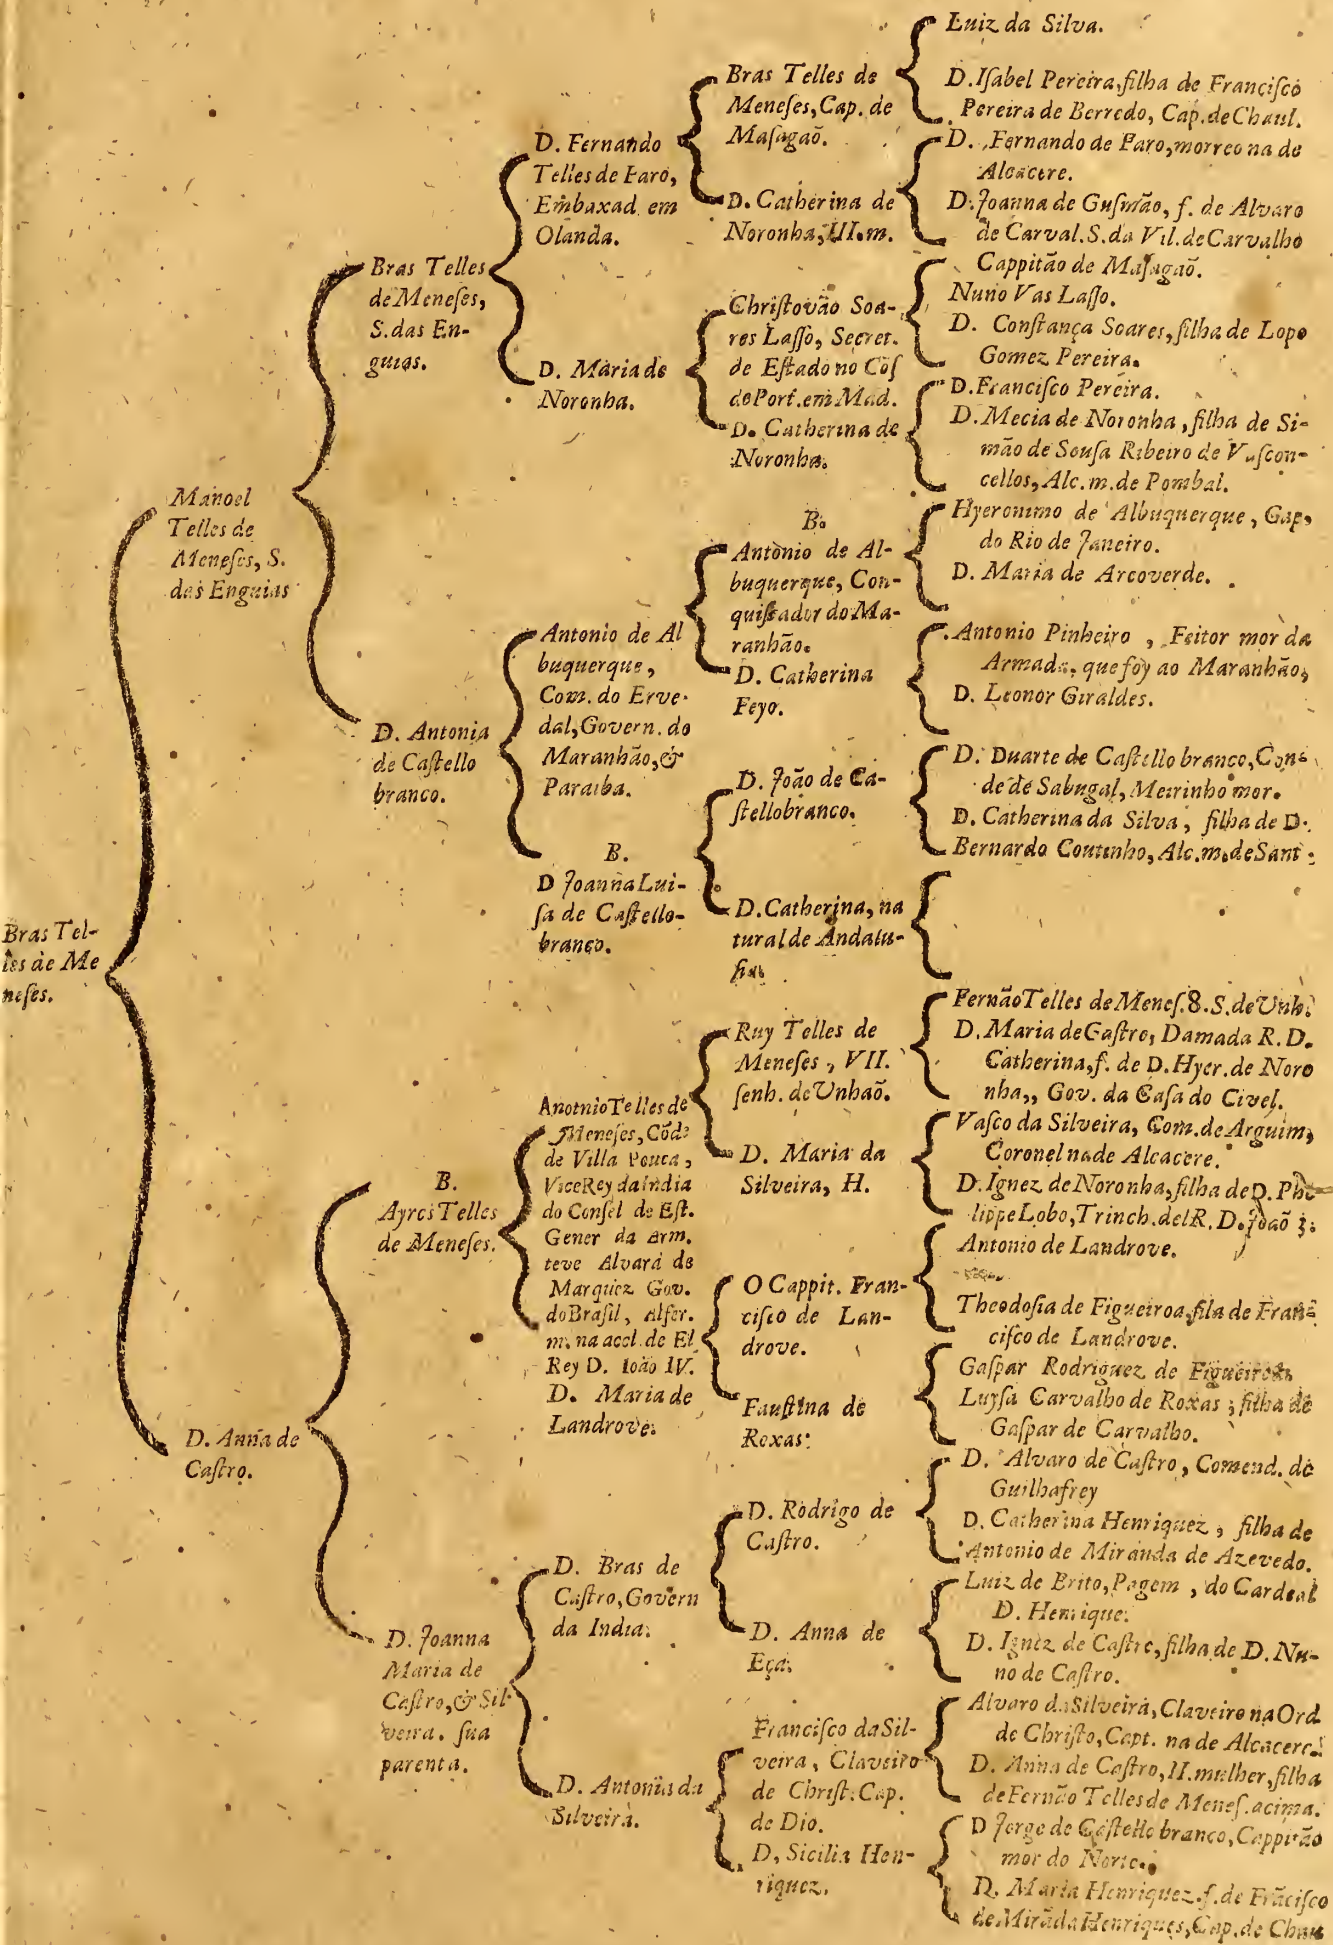 Bras Tel-
les de Me
neſes.
Manoel
Telles de
Meneſes, S.
das Enguias
D. Anna de
Caſtro.
Bras Telles
de Meneſes,
S. das En-
guias.
D. Antonia
de Caſtello
branco.
B.
Ayres Telles
de Meneſes.
D. Joanna
Maria de
Caſtro, & Sil-
veira. ſua
parenta.
D. Fernando
Telles de Faro,
Embaxad. em
Olanda.
D. Maria de
Noronha.
Antonio de Al
buquerque,
Com. do Erve-
dal, Govern. do
Maranhão, &
Paraiba.
B.
D Joanna Lui-
ſa de Caſtello-
branco.
Anotnio Telles de
Meneſes, Cõde
de Villa Pouca,
ViceRey da India
do Conſel de Eſt.
Gener da Arm.
teve Alvará de
Marquez Gov.
do Braſil, Alfer.
m. na accl. de El
Rey D. Ioão IV.
D. Maria de
Landrove.
D. Bras de
Caſtro, Govern
da India.
D. Antonia da
Silveira.
Bras Telles de
Meneſes, Cap. de
Maſagaõ.
D. Catherina de
Noronha, III. m.
Chriſtovão Soa-
res Laſſo, Secret.
de Eſtado no Cõſ
de Port. em Mad.
D. Catherina de
Noronha.
B.
Antonio de Al-
buquerque, Con-
quiſtador do Ma-
ranhão.
D. Catherina
Feyo.
D. João de Ca-
ſtellobranco.
D. Catherina, na
tural de Andalu-
ſia.
Ruy Telles de
Meneſes, VII.
ſenh. de Unhaõ.
D. Maria da
Silveira, H.
O Cappit. Fran-
ciſco de Lan-
drove.
Fauſtina de
Roxas:
D. Rodrigo de
Caſtro.
D. Anna de
Eça.
Franciſco da Sil-
veira, Claveiro
de Chriſt. Cap.
de Dio.
D, Sicilia Hen-
riquez.
Luiz da Silva.
D. Iſabel Pereira, filha de Franciſco
Pereira de Berredo, Cap. de Chaul.
D. Fernando de Faro, morreo na de
Alcacere.
D. Joanna de Guſmão, f. de Alvaro
de Carval. S. da Vil. de Carvalho
Cappitão de Maſagaõ.
Nuno Vas Laſſo.
D. Conſtança Soares, filha de Lopo
Gomez Pereira.
D. Franciſco Pereira.
D. Mecia de Noronha, filha de Si-
mão de Souſa Ribeiro de Vaſcon-
cellos, Alc. m. de Pombal.
Hyeronimo de Albuquerque, Cap.
do Rio de Janeiro.
D. Maria de Arcoverde.
Antonio Pinheiro, Feitor mor da
Armada, que foy ao Maranhão,
D. Leonor Giraldes.
D. Duarte de Caſtello branco, Con-
de de Sabugal, Meirinho mor.
D. Catherina da Silva, filha de D.
Bernardo Coutinho, Alc. m. de Sant.
Fernão Telles de Meneſ. 8. S. de Unh.
D. Maria de Caſtro, Dama da R. D.
Catherina, f. de D. Hyer. de Noro
nha,, Gov. da Caſa do Civel.
Vaſco da Silveira, Com. de Arguim,
Coronel na de Alcacere.
D. Ignez de Noronha, filha de D. Phe
lippe Lobo, Trinch. del R. D. João 3.
Antonio de Landrove.
Theodoſia de Figueiroa, fila de Fran-
ciſco de Landrove.
Gaſpar Rodriguez de Figueiroa
Luyſa Carvalho de Roxas; filha de
Gaſpar de Carvalho.
D. Alvaro de Caſtro, Comend. de
Guilhafrey
D. Catherina Henriquez, filha de
Antonio de Miranda de Azevedo.
Luiz de Brito, Pagem, do Cardeal
D. Henrique.
D. Ignez de Caſtro, filha de D. Nu-
no de Caſtro.
Alvaro da Silveira, Claveiro na Ord.
de Chriſto, Capt. na de Alcacere.
D. Anna de Caſtro, II. mulher, filha
de Fernão Telles de Meneſ. acima.
D Jorge de Caſtello branco, Cappitão
mor do Norte.
D. Maria Henriquez. f. de Frãciſco
de Mirãda Henriques, Cap. de Chau